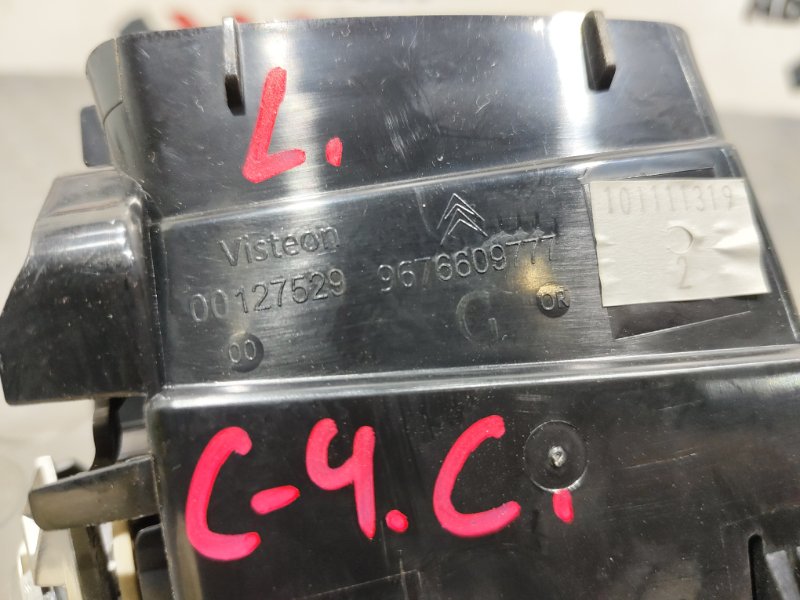 L.
Visteon
101111319
00127529 9676609777
2
00 G OR
C-4.C.